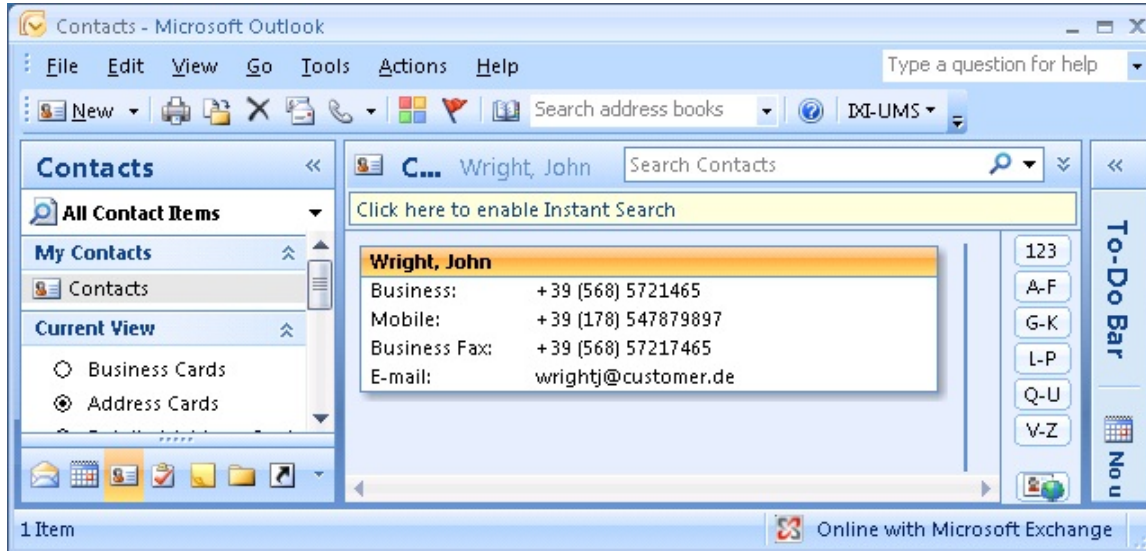 Contacts - Microsoft Outlook
File Edit View Go Tools Actions Help
Type a question for help
New
Search address books
IXI-UMS
Contacts
C... Wright, John
Search Contacts
All Contact Items
Click here to enable Instant Search
My Contacts
Contacts
Current View
Business Cards
Address Cards
Wright, John
Business: +39 (568) 5721465
Mobile: +39 (178) 547879897
Business Fax: +39 (568) 57217465
E-mail: wrightj@customer.de
123
A-F
G-K
L-P
Q-U
V-Z
To-Do Bar
No u
1 Item
Online with Microsoft Exchange